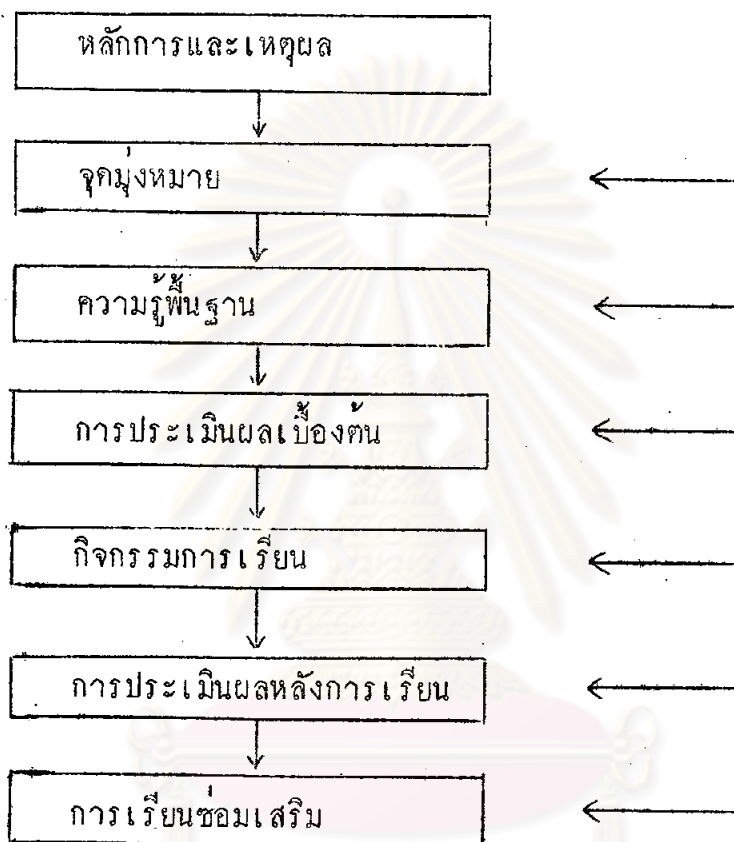 หลักการและเหตุผล
จุดมุ่งหมาย
ความรู้พื้นฐาน
การประเมินผลเบื้องต้น
กิจกรรมการเรียน
การประเมินผลหลังการเรียน
การเรียนซ่อมเสริม